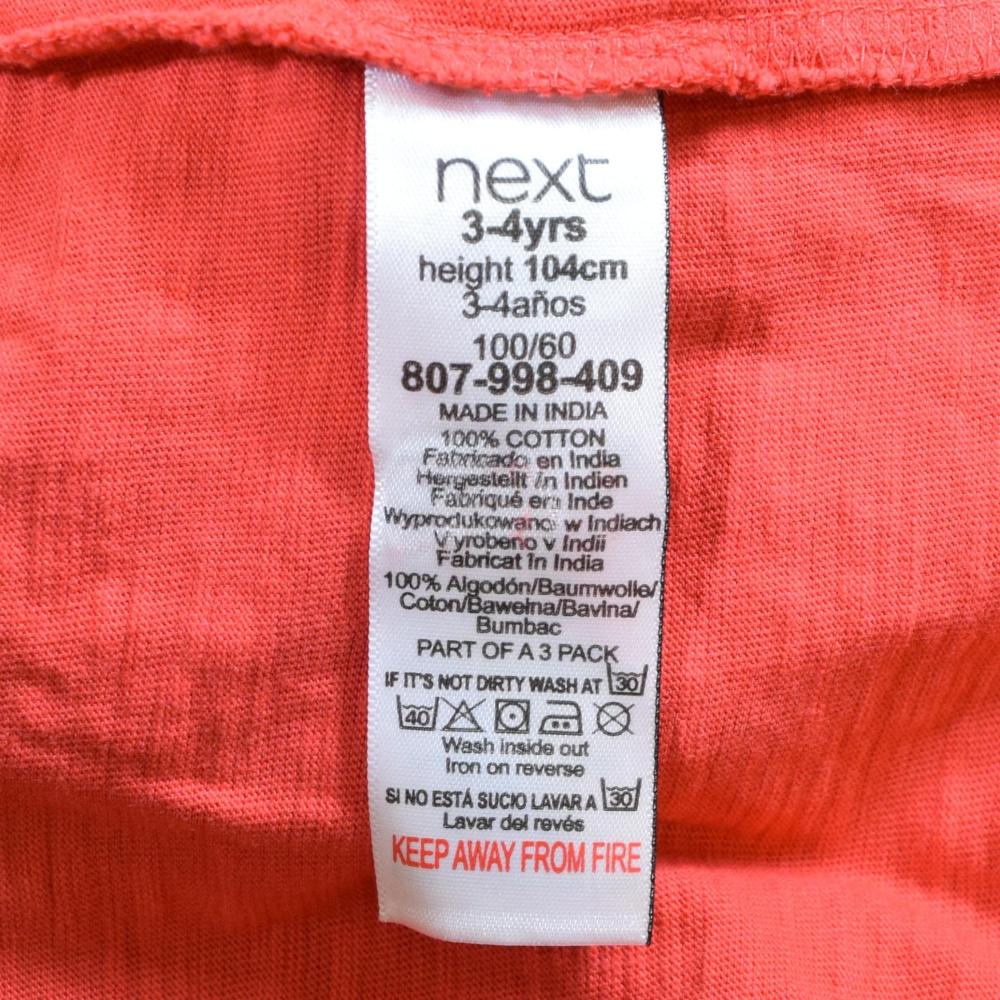 next
3-4yrs
height 104cm
3-4años
100/60
807-998-409
MADE IN INDIA
100% COTTON
Fabricado en India
Hergestellt in Indien
Fabriqué en Inde
Wyprodukowano w Indiach
Vyrobeno v Indii
Fabricat în India
100% Algodón/Baumwolle/
Coton/Bawełna/Bavlna/
Bumbac
PART OF A 3 PACK
IF IT'S NOT DIRTY WASH AT 30
40
Wash inside out
Iron on reverse
SI NO ESTÁ SUCIO LAVAR A 30
Lavar del revés
KEEP AWAY FROM FIRE